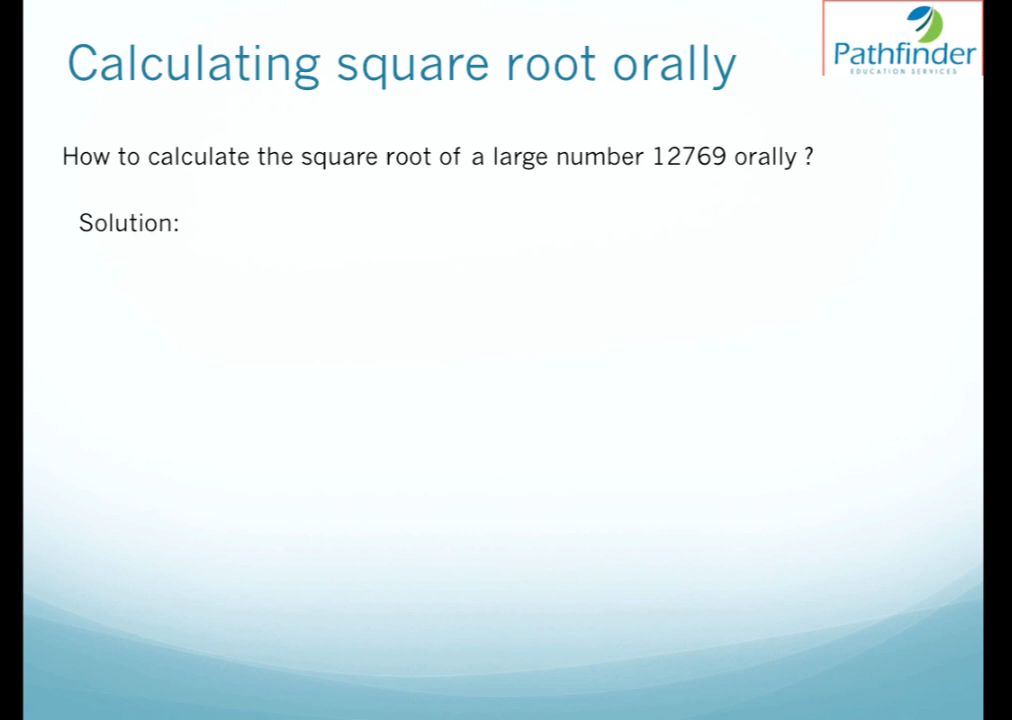 Calculating square root orally
Pathfinder
EDUCATION SERVICES
How to calculate the square root of a large number 12769 orally ?
Solution: